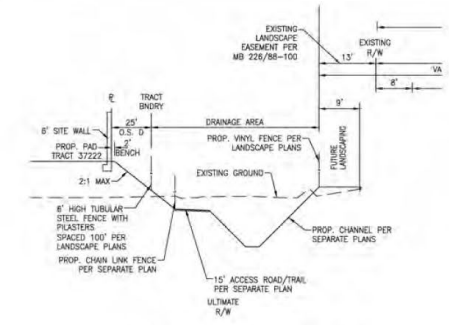 EXISTING
LANDSCAPE
EASEMENT PER
MB 226/88-100
EXISTING
R/W
13'
VA
8'
℄
TRACT
BNDRY
25'
O.S. D
DRAINAGE AREA
9'
6' SITE WALL
PROP. PAD
TRACT 37222
2'
BENCH
2:1 MAX
PROP. VINYL FENCE PER
LANDSCAPE PLANS
FUTURE
LANDSCAPING
EXISTING GROUND
6' HIGH TUBULAR
STEEL FENCE WITH
PILASTERS
SPACED 100' PER
LANDSCAPE PLANS
PROP. CHAIN LINK FENCE
PER SEPARATE PLAN
PROP. CHANNEL PER
SEPARATE PLANS
15' ACCESS ROAD/TRAIL
PER SEPARATE PLAN
ULTIMATE
R/W